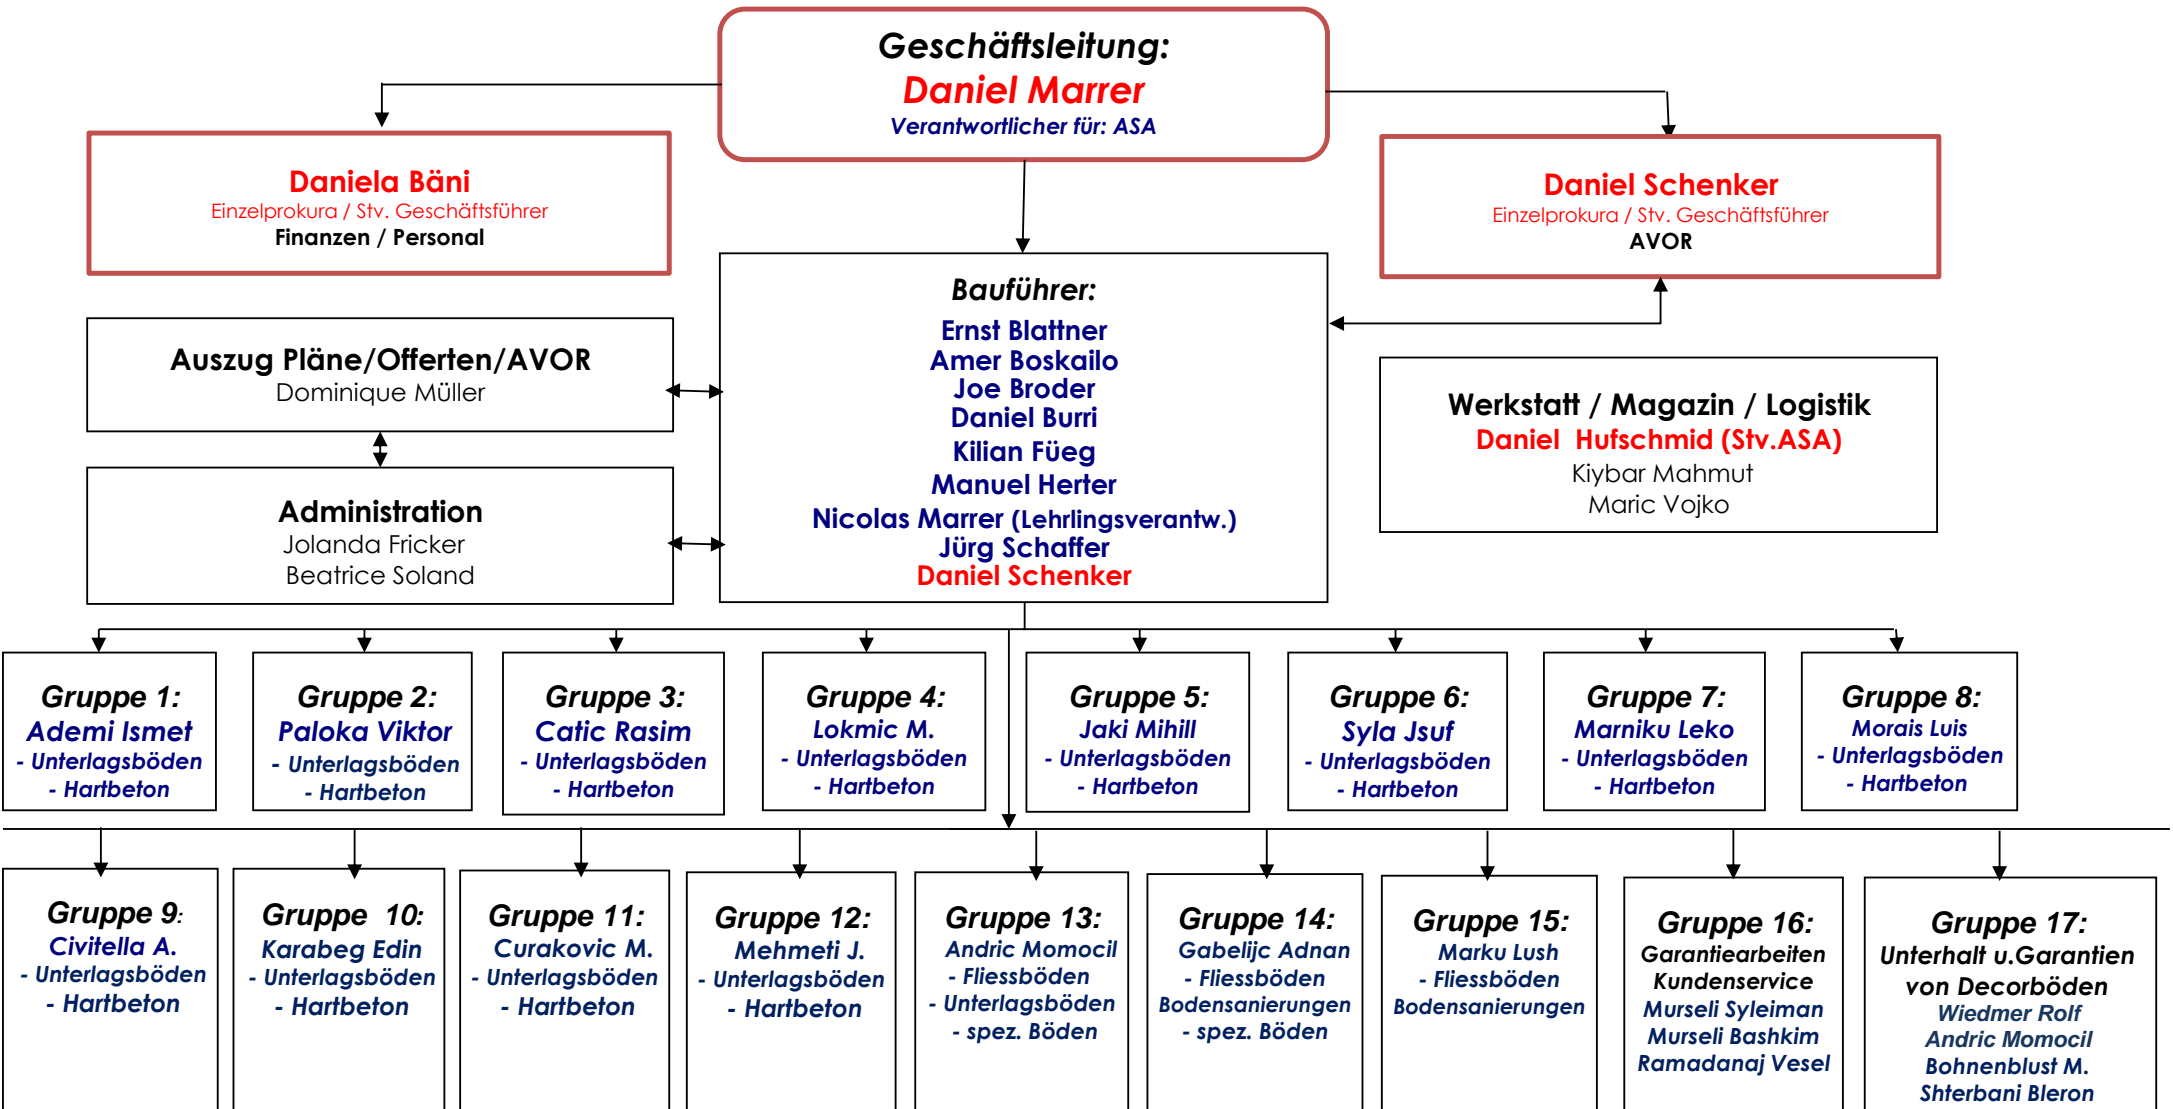 Geschäftsleitung:
Daniel Marrer
Verantwortlicher für: ASA
Daniela Bäni
Einzelprokura / Stv. Geschäftsführer
Finanzen / Personal
Daniel Schenker
Einzelprokura / Stv. Geschäftsführer
AVOR
Bauführer:
Ernst Blattner
Amer Boskailo
Joe Broder
Daniel Burri
Kilian Füeg
Manuel Herter
Nicolas Marrer (Lehrlingsverantw.)
Jürg Schaffer
Daniel Schenker
Auszug Pläne/Offerten/AVOR
Dominique Müller
Administration
Jolanda Fricker
Beatrice Soland
Werkstatt / Magazin / Logistik
Daniel  Hufschmid (Stv.ASA)
Kiybar Mahmut
Maric Vojko
Gruppe 1:
Ademi Ismet
- Unterlagsböden
- Hartbeton
Gruppe 2:
Paloka Viktor
- Unterlagsböden
- Hartbeton
Gruppe 3:
Catic Rasim
- Unterlagsböden
- Hartbeton
Gruppe 4:
Lokmic M.
- Unterlagsböden
- Hartbeton
Gruppe 5:
Jaki Mihill
- Unterlagsböden
- Hartbeton
Gruppe 6:
Syla Jsuf
- Unterlagsböden
- Hartbeton
Gruppe 7:
Marniku Leko
- Unterlagsböden
- Hartbeton
Gruppe 8:
Morais Luis
- Unterlagsböden
- Hartbeton
Gruppe 9:
Civitella A.
- Unterlagsböden
- Hartbeton
Gruppe  10:
Karabeg Edin
- Unterlagsböden
- Hartbeton
Gruppe 11:
Curakovic M.
- Unterlagsböden
- Hartbeton
Gruppe 12:
Mehmeti J.
- Unterlagsböden
- Hartbeton
Gruppe 13:
Andric Momocil
- Fliessböden
- Unterlagsböden
- spez. Böden
Gruppe 14:
Gabelijc Adnan
- Fliessböden
Bodensanierungen
- spez. Böden
Gruppe 15:
Marku Lush
- Fliessböden
Bodensanierungen
Gruppe 16:
Garantiearbeiten
Kundenservice
Murseli Syleiman
Murseli Bashkim
Ramadanaj Vesel
Gruppe 17:
Unterhalt u.Garantien
von Decorböden
Wiedmer Rolf
Andric Momocil
Bohnenblust M.
Shterbani Bleron